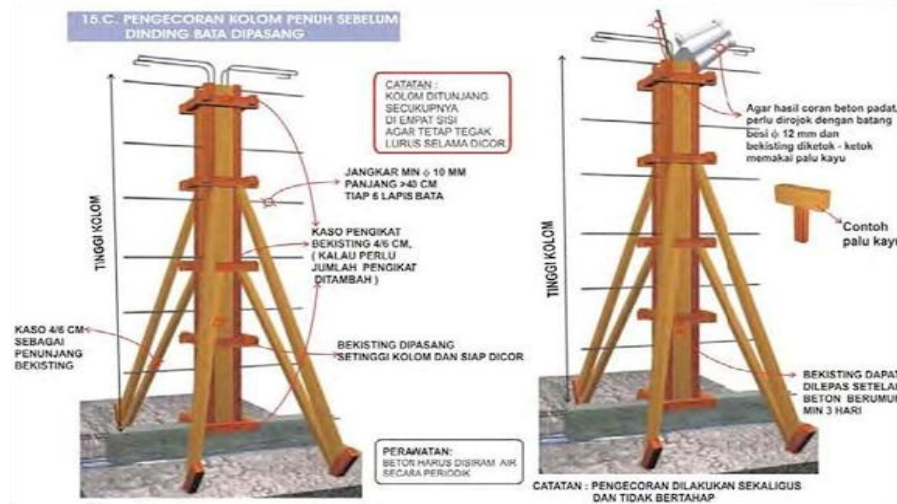 15.C. PENGECORAN KOLOM PENUH SEBELUM
DINDING BATA DIPASANG
CATATAN :
KOLOM DITUNJANG
SECUKUPNYA
DI EMPAT SISI
AGAR TETAP TEGAK
LURUS SELAMA DICOR
JANGKAR MIN ɸ 10 MM
PANJANG >40 CM
TIAP 6 LAPIS BATA
TINGGI KOLOM
KASO PENGIKAT
BEKISTING 4/6 CM,
( KALAU PERLU
JUMLAH PENGIKAT
DITAMBAH )
KASO 4/6 CM
SEBAGAI
PENUNJANG
BEKISTING
BEKISTING DIPASANG
SETINGGI KOLOM DAN SIAP DICOR
PERAWATAN:
BETON HARUS DISIRAM AIR
SECARA PERIODIK
Agar hasil coran beton padat,
perlu dirojok dengan batang
besi ɸ 12 mm dan
bekisting diketok - ketok
memakai palu kayu
TINGGI KOLOM
Contoh
palu kayu
BEKISTING DAPAT
DILEPAS SETELAH
BETON BERUMUR
MIN 3 HARI
CATATAN : PENGECORAN DILAKUKAN SEKALIGUS
DAN TIDAK BERTAHAP